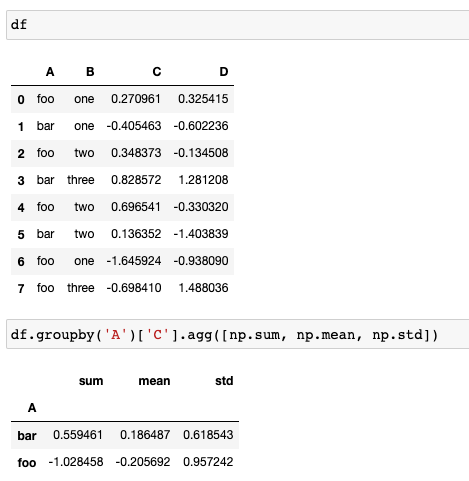 df
A B C D
0 foo one 0.270961 0.325415
1 bar one -0.405463 -0.602236
2 foo two 0.348373 -0.134508
3 bar three 0.828572 1.281208
4 foo two 0.696541 -0.330320
5 bar two 0.136352 -1.403839
6 foo one -1.645924 -0.938090
7 foo three -0.698410 1.488036
df.groupby('A')['C'].agg([np.sum, np.mean, np.std])
sum mean std
A
bar 0.559461 0.186487 0.618543
foo -1.028458 -0.205692 0.957242